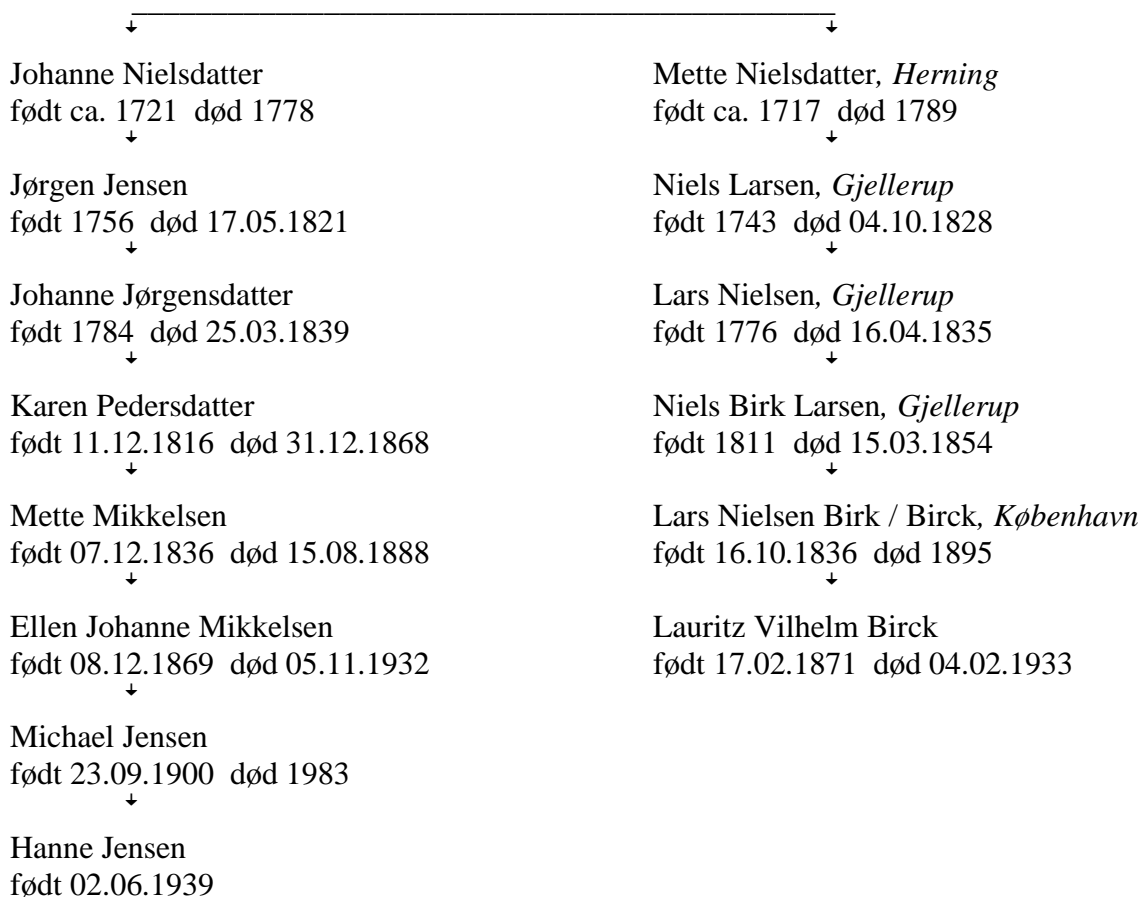 Johanne Nielsdatter
født ca. 1721 død 1778
Jørgen Jensen
født 1756 død 17.05.1821
Johanne Jørgensdatter
født 1784 død 25.03.1839
Karen Pedersdatter
født 11.12.1816 død 31.12.1868
Mette Mikkelsen
født 07.12.1836 død 15.08.1888
Ellen Johanne Mikkelsen
født 08.12.1869 død 05.11.1932
Michael Jensen
født 23.09.1900 død 1983
Hanne Jensen
født 02.06.1939
Mette Nielsdatter, Herning
født ca. 1717 død 1789
Niels Larsen, Gjellerup
født 1743 død 04.10.1828
Lars Nielsen, Gjellerup
født 1776 død 16.04.1835
Niels Birk Larsen, Gjellerup
født 1811 død 15.03.1854
Lars Nielsen Birk / Birck, København
født 16.10.1836 død 1895
Lauritz Vilhelm Birck
født 17.02.1871 død 04.02.1933